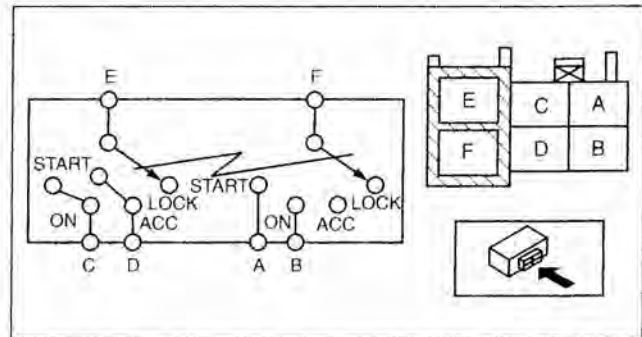 E F
START LOCK START LOCK
ON ACC ON ACC
C D A B
E C A
F D B